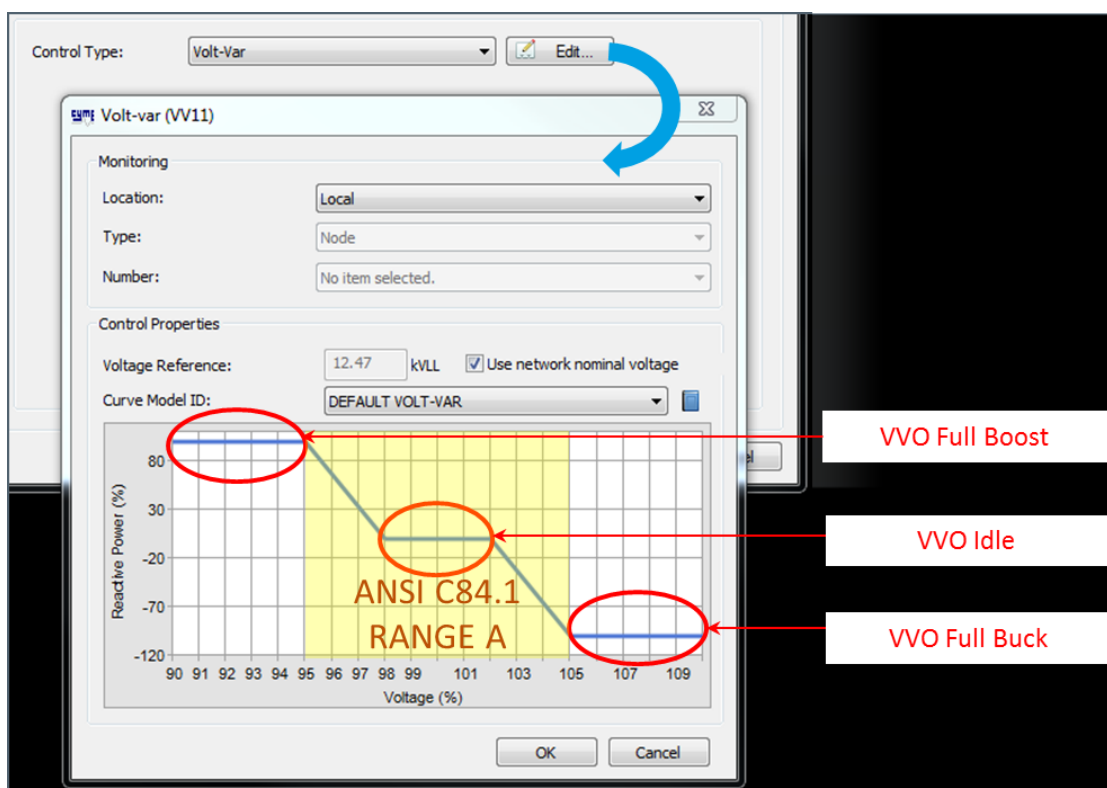 Control Type:
Volt-Var
Edit...
CYME Volt-var (VV11)
Monitoring
Location:
Local
Type:
Node
Number:
No item selected.
Control Properties
Voltage Reference:
12.47
kVLL
Use network nominal voltage
Curve Model ID:
DEFAULT VOLT-VAR
80
30
-20
-70
-120
Reactive Power (%)
ANSI C84.1
RANGE A
90 91 92 93 94 95 96 97 98 99 101 103 105 107 109
Voltage (%)
OK
Cancel
VVO Full Boost
VVO Idle
VVO Full Buck